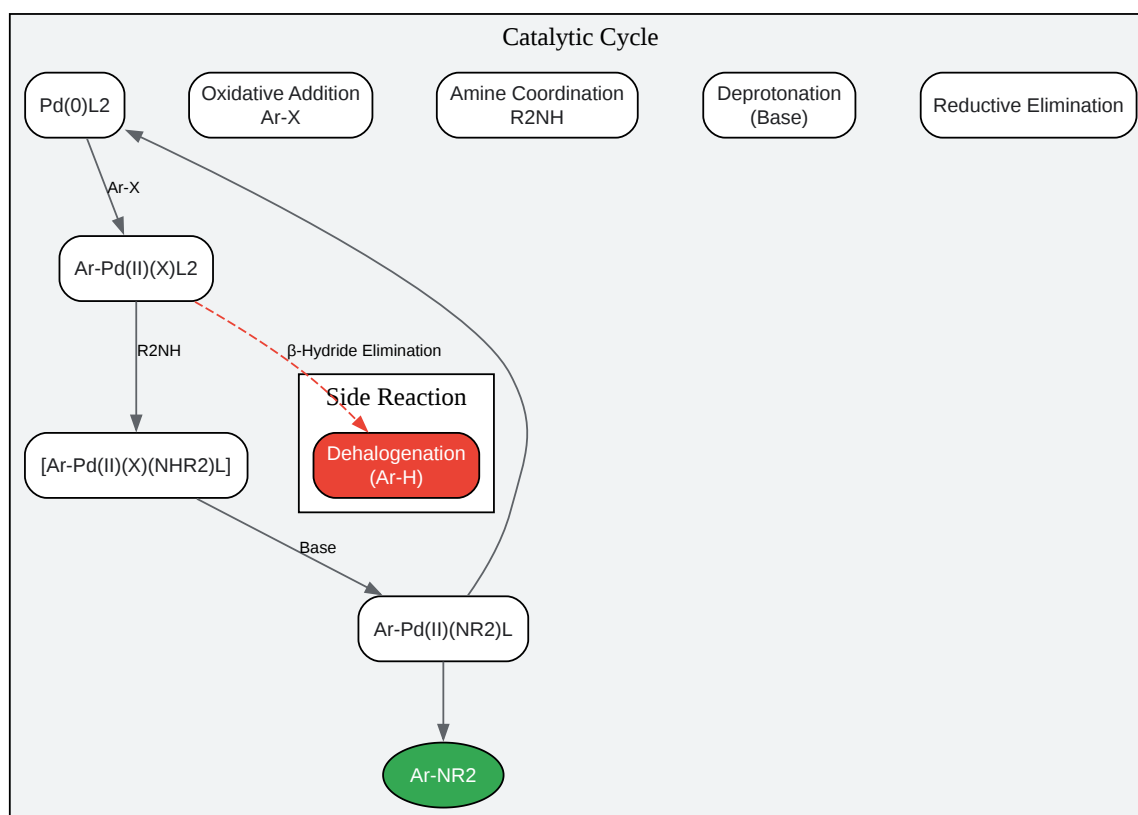 Catalytic Cycle
Pd(0)L2
Oxidative Addition
Ar-X
Amine Coordination
R2NH
Deprotonation
(Base)
Reductive Elimination
Ar-X
Ar-Pd(II)(X)L2
R2NH
β-Hydride Elimination
Side Reaction
Dehalogenation
(Ar-H)
[Ar-Pd(II)(X)(NHR2)L]
Base
Ar-Pd(II)(NR2)L
Ar-NR2